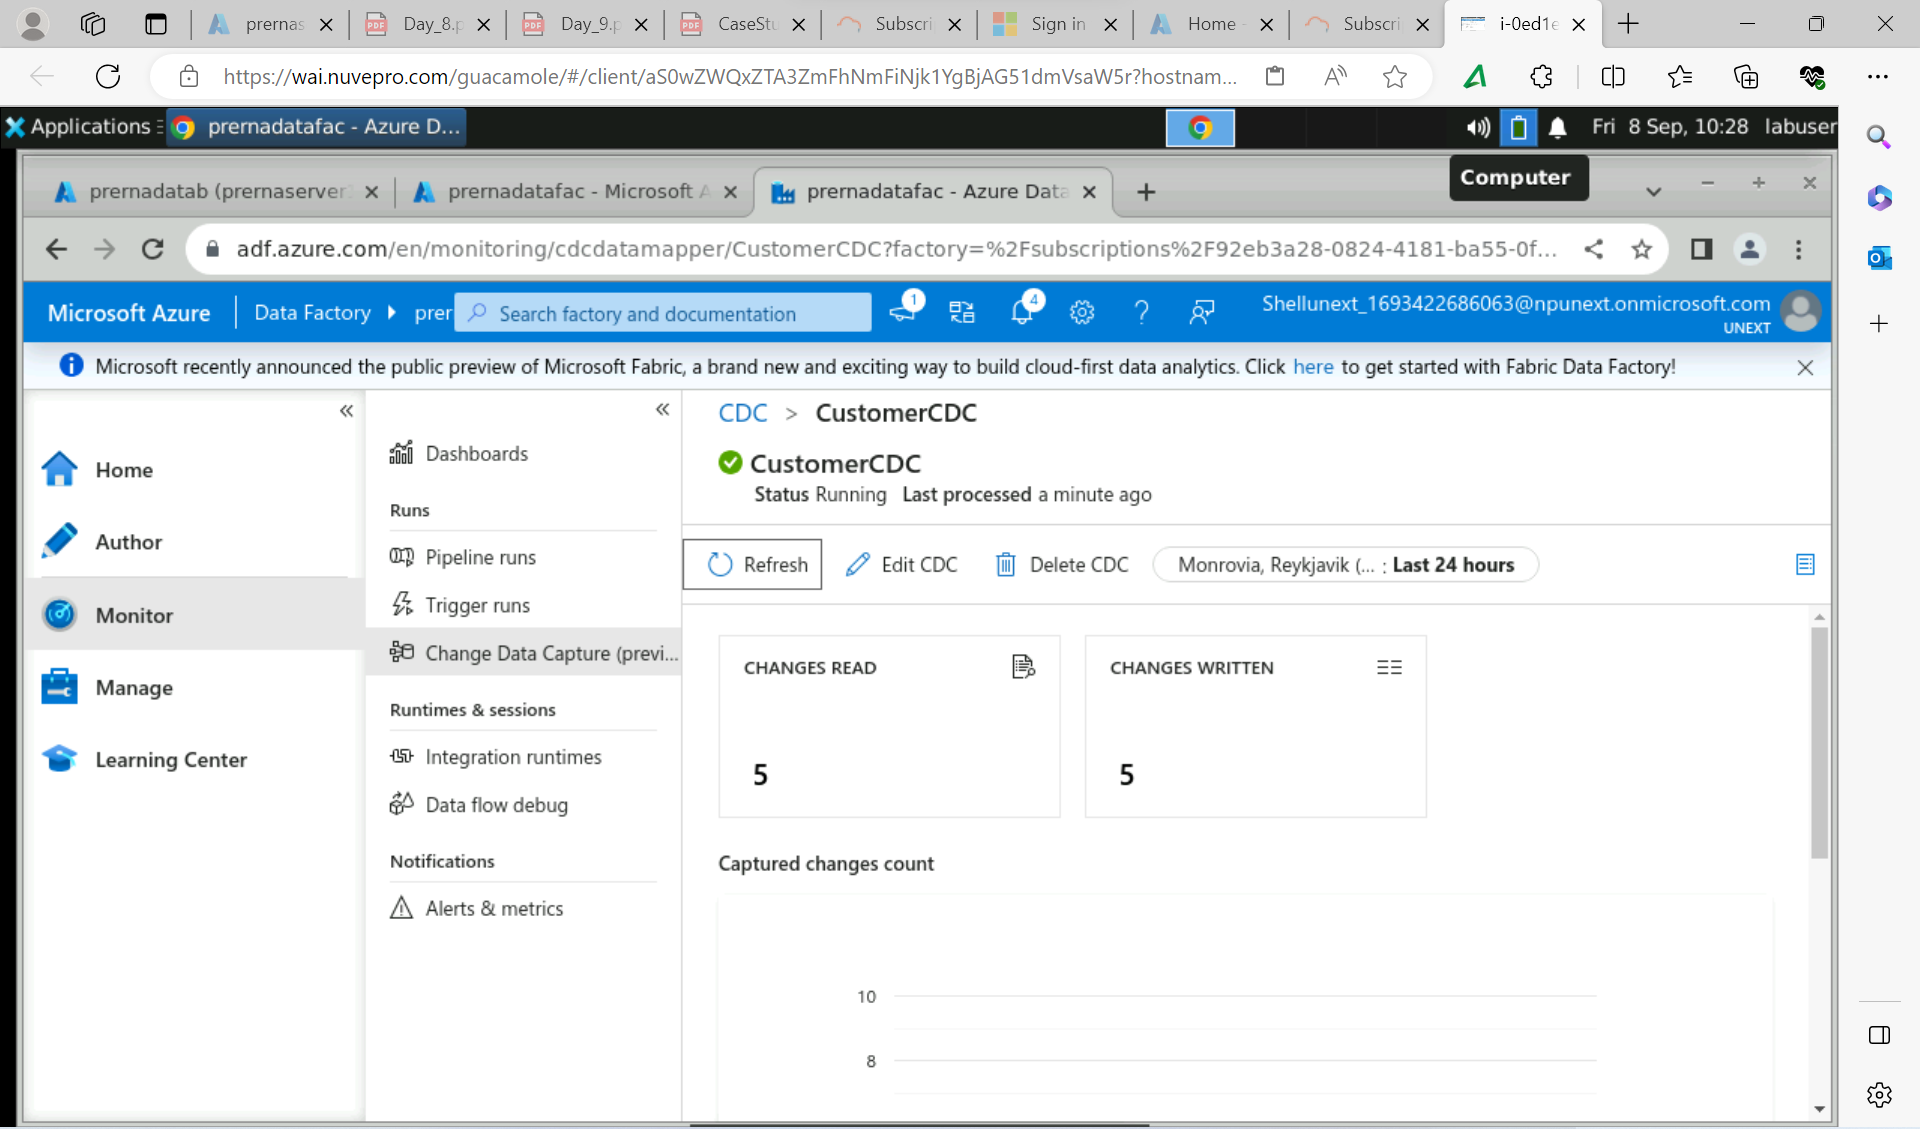 prernas
Day_8.p
Day_9.p
CaseStu
Subscri
Sign in
Home -
Subscri
i-0ed1e
https://wai.nuvepro.com/guacamole/#/client/aS0wZWQxZTA3ZmFhNmFiNjk1YgBjAG51dmVsaW5r?hostnam...
Applications
prernadatafac - Azure D...
Fri 8 Sep, 10:28 labuser
Computer
prernadatab (prernaserver
prernadatafac - Microsoft A
prernadatafac - Azure Data
adf.azure.com/en/monitoring/cdcdatamapper/CustomerCDC?factory=%2Fsubscriptions%2F92eb3a28-0824-4181-ba55-0f...
Microsoft Azure
Data Factory
prer
Search factory and documentation
1
4
Shellunext_1693422686063@npunext.onmicrosoft.com
UNEXT
Microsoft recently announced the public preview of Microsoft Fabric, a brand new and exciting way to build cloud-first data analytics. Click here to get started with Fabric Data Factory!
Home
Author
Monitor
Manage
Learning Center
Dashboards
Runs
Pipeline runs
Trigger runs
Change Data Capture (previ...
Runtimes & sessions
Integration runtimes
Data flow debug
Notifications
Alerts & metrics
CDC > CustomerCDC
CustomerCDC
Status Running Last processed a minute ago
Refresh
Edit CDC
Delete CDC
Monrovia, Reykjavik (... : Last 24 hours
CHANGES READ
5
CHANGES WRITTEN
5
Captured changes count
10
8